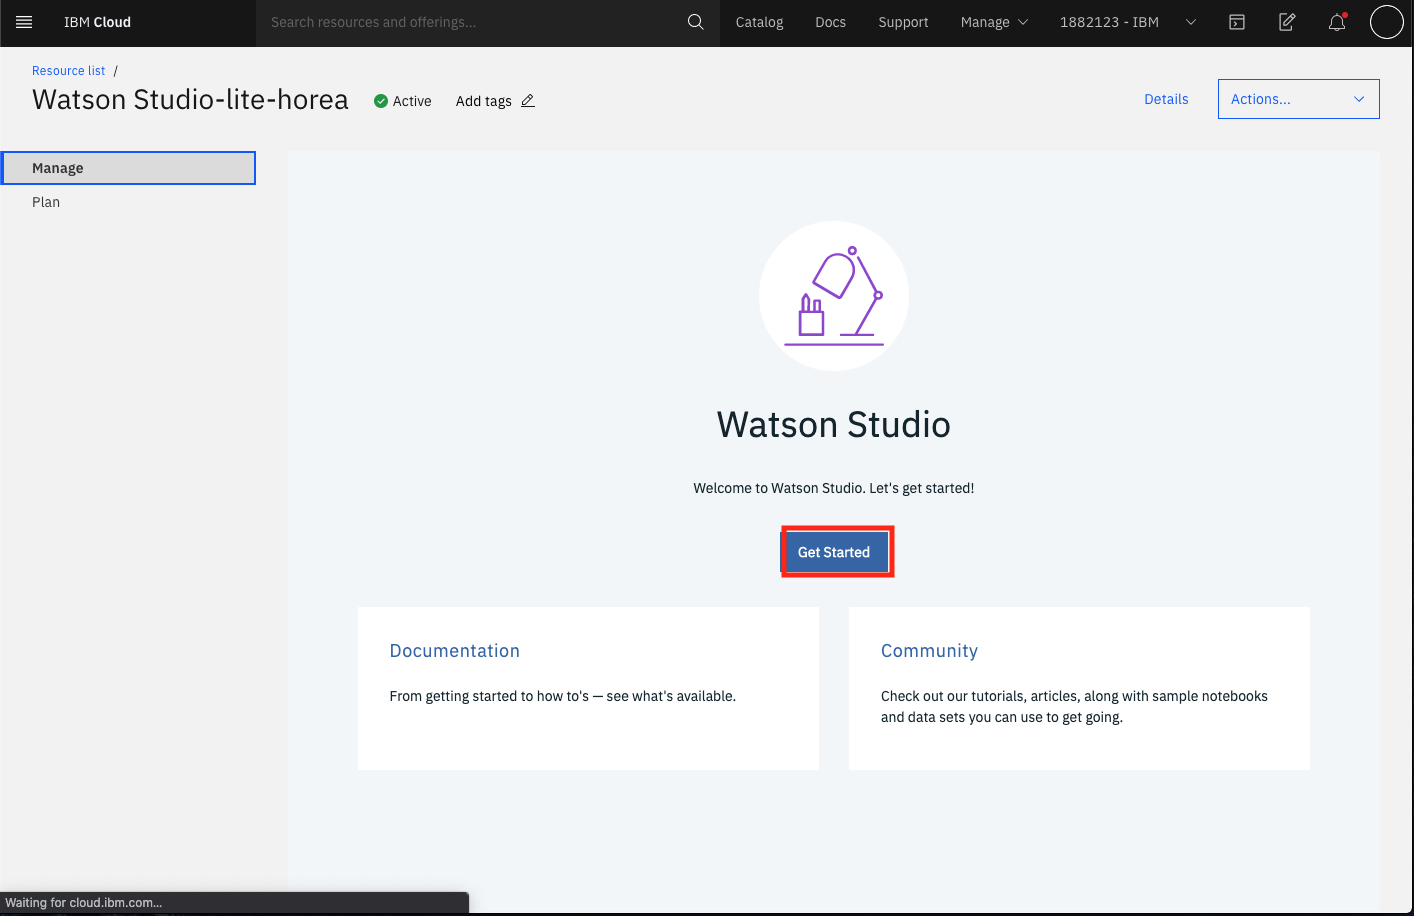 IBM Cloud
Search resources and offerings...
Catalog
Docs
Support
Manage
1882123 - IBM
Resource list /
Watson Studio-lite-horea
Active
Add tags
Details
Actions...
Manage
Plan
Watson Studio
Welcome to Watson Studio. Let's get started!
Get Started
Documentation
From getting started to how to's — see what's available.
Community
Check out our tutorials, articles, along with sample notebooks
and data sets you can use to get going.
Waiting for cloud.ibm.com...